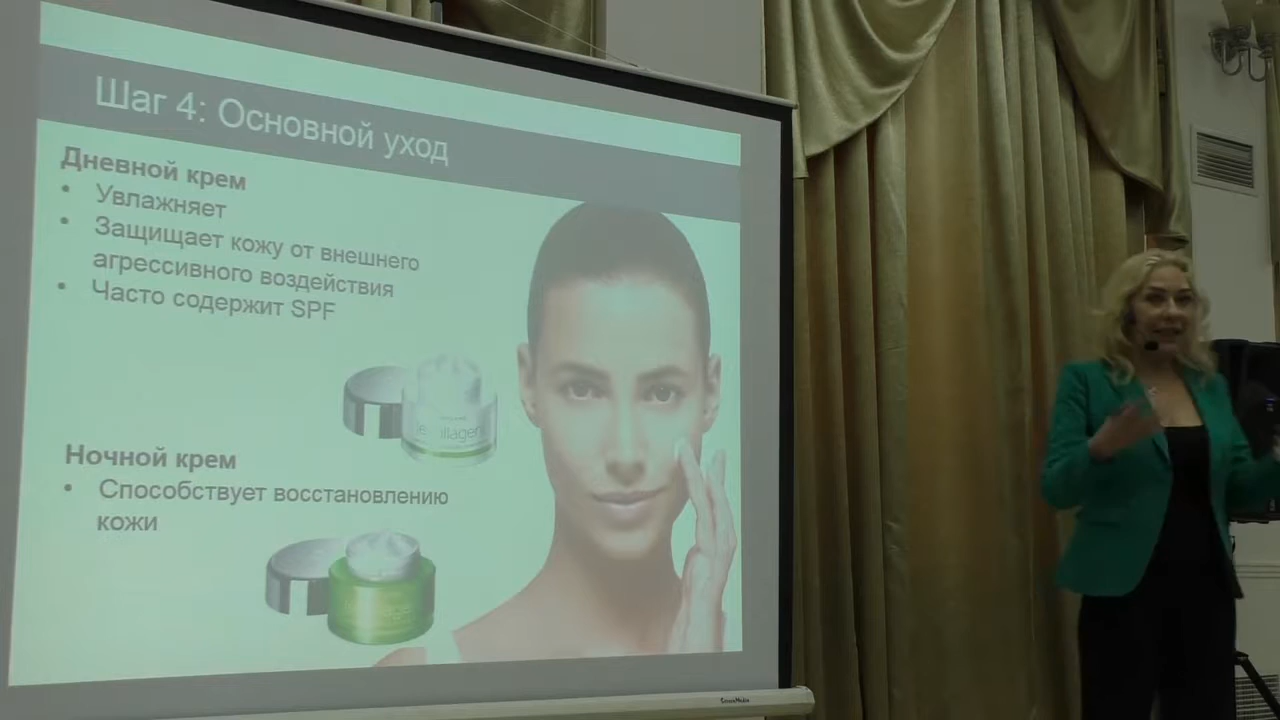 Шаг 4: Основной уход
Дневной крем
• Увлажняет
• Защищает кожу от внешнего
агрессивного воздействия
• Часто содержит SPF
Ночной крем
• Способствует восстановлению
кожи